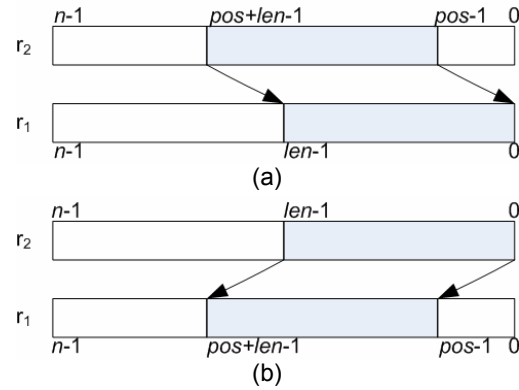 n-1 pos+len-1 pos-1 0
r2
r1
n-1 len-1 0
(a)
n-1 len-1 0
r2
r1
n-1 pos+len-1 pos-1 0
(b)